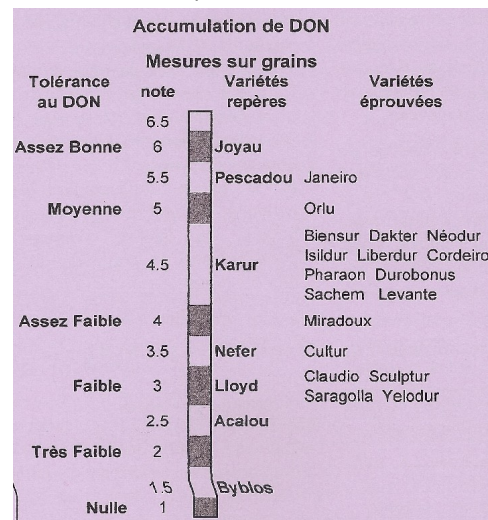 Accumulation de DON
Mesures sur grains
Tolérance au DON note Variétés repères Variétés éprouvées
6.5
Assez Bonne 6 Joyau
5.5 Pescadou Janeiro
Moyenne 5 Orlu
4.5 Karur Biensur Dakter Néodur
Isildur Liberdur Cordeiro
Pharaon Durobonus
Sachem Levante
Assez Faible 4 Miradoux
3.5 Nefer Cultur
Faible 3 Lloyd Claudio Sculptur
Saragolla Yelodur
2.5 Acalou
Très Faible 2
1.5 Byblos
Nulle 1